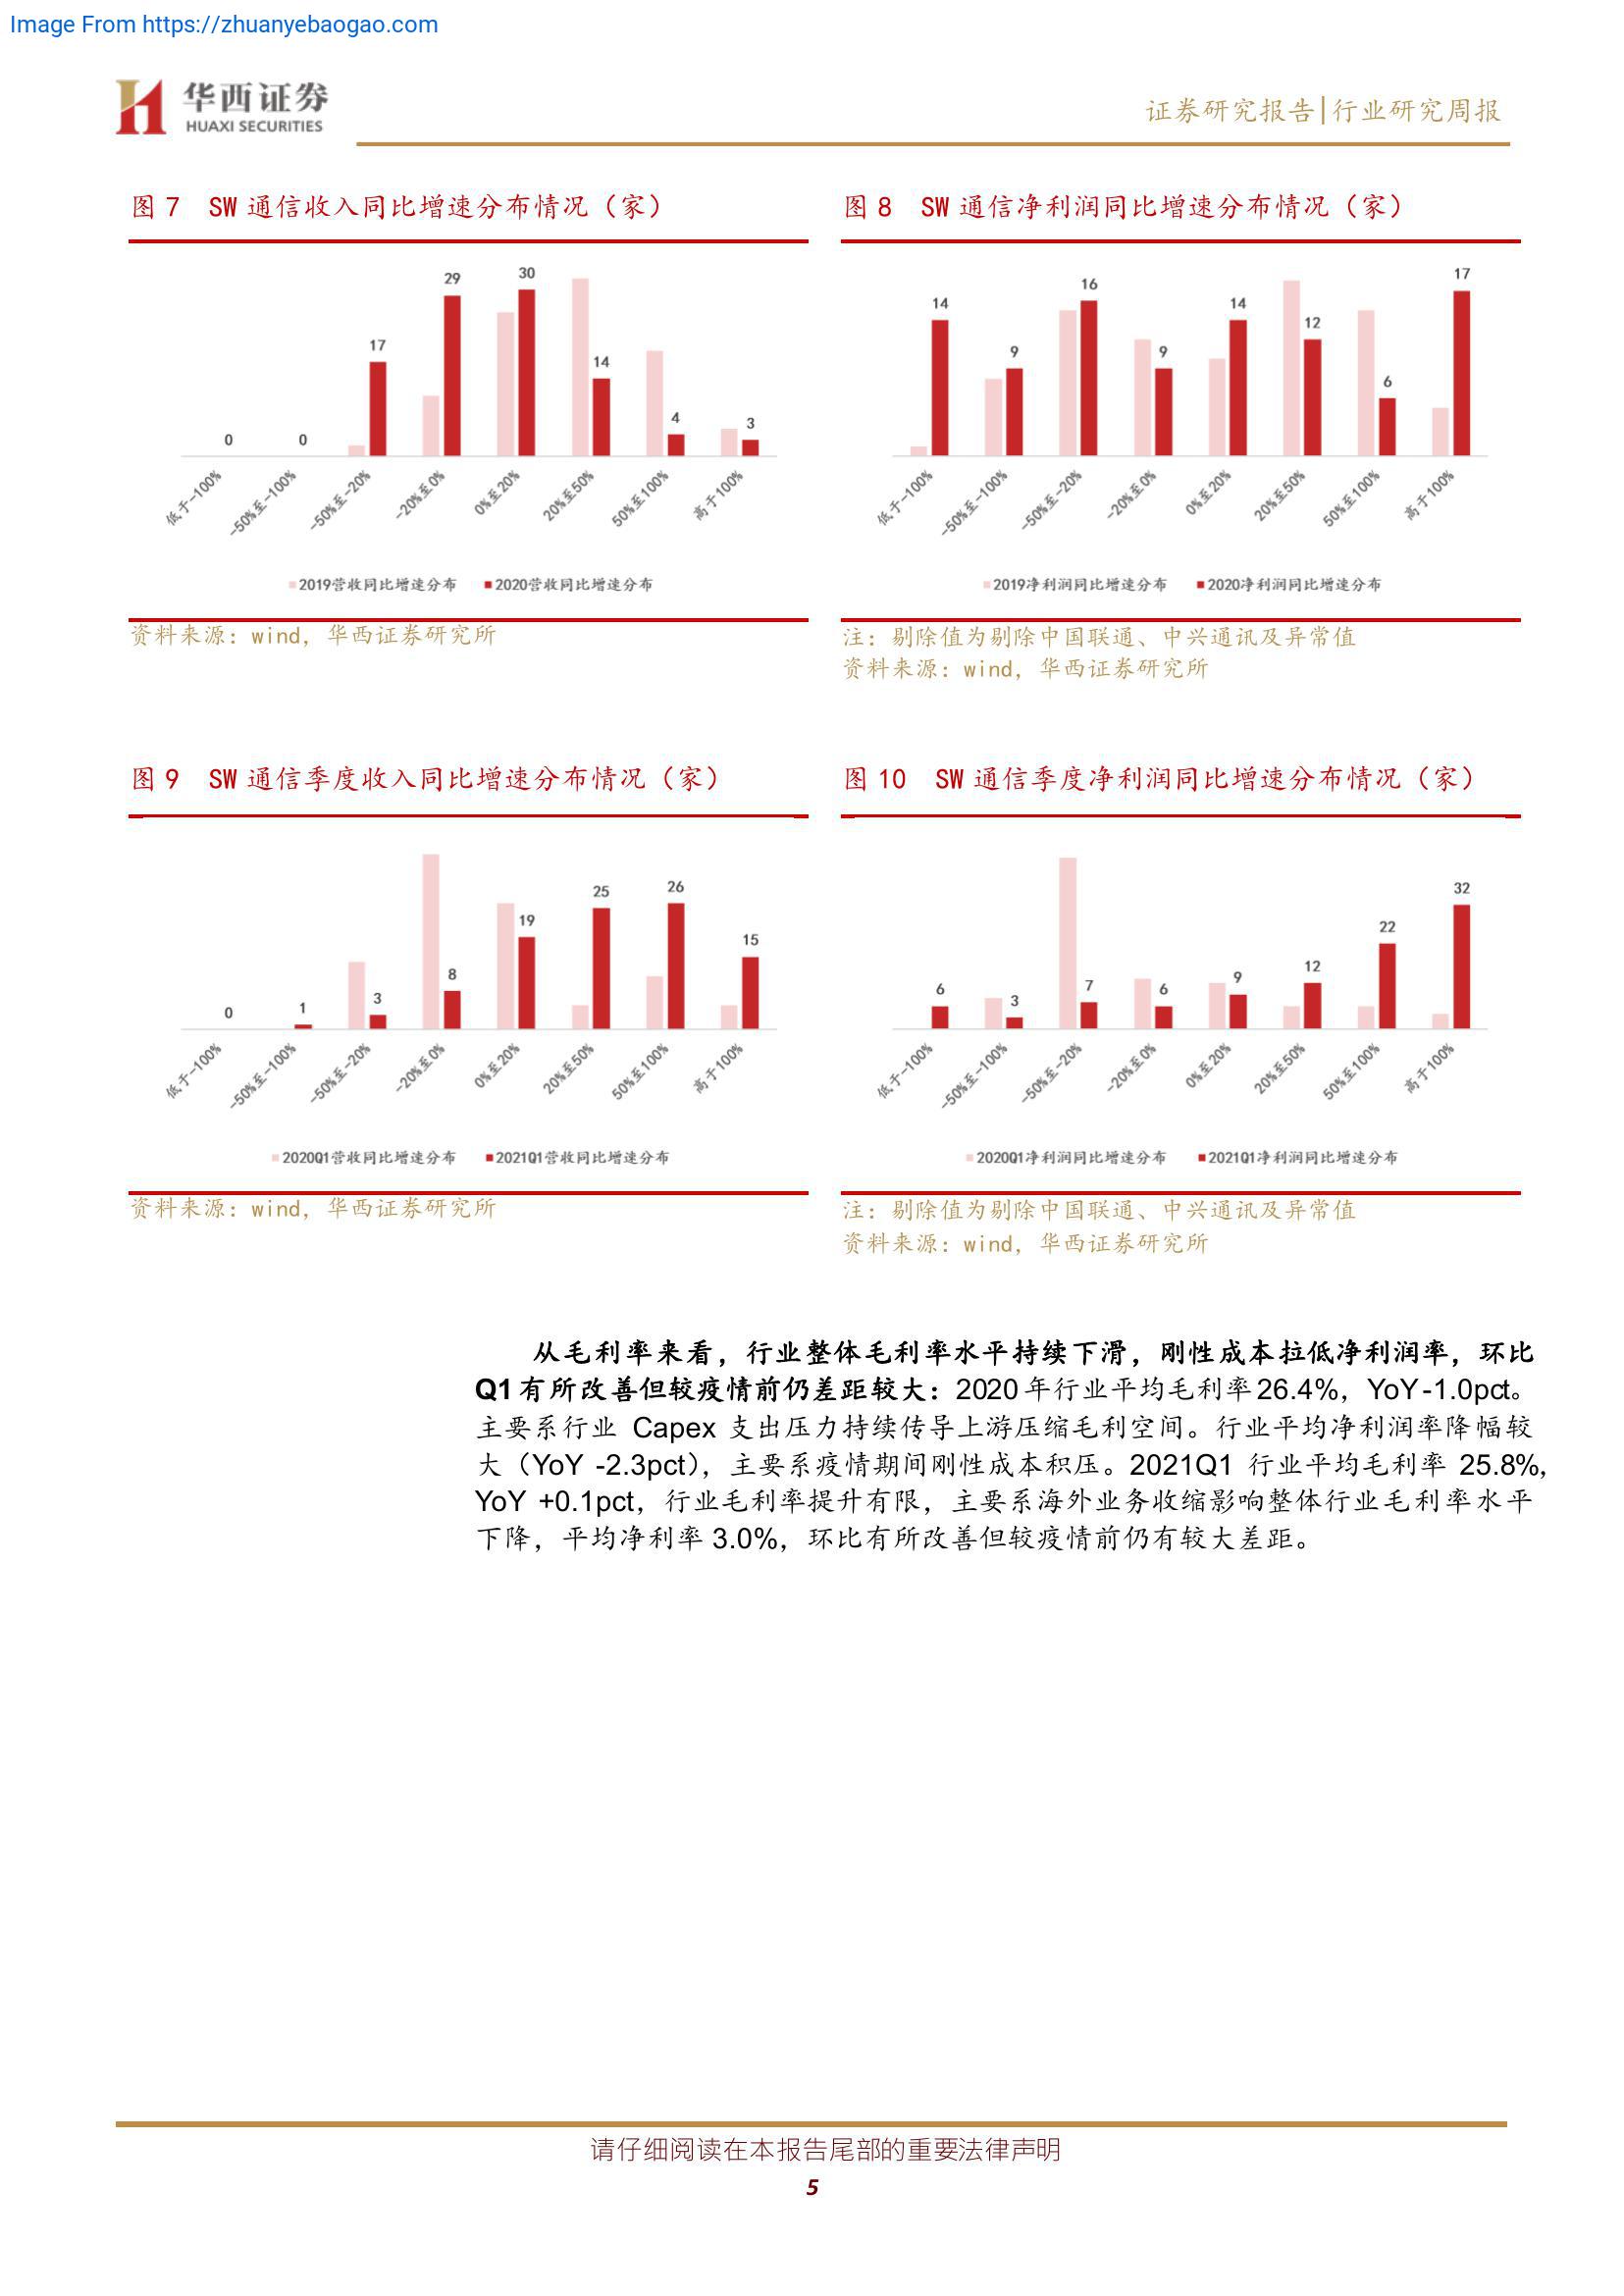 Image From https://zhuanyebaogao.com
华西证券
HUAXI SECURITIES
证券研究报告|行业研究周报
图 7 SW 通信收入同比增速分布情况（家）
0 0 17 29 30 14 4 3
低于-100% -50%至-100% -50%至-20% -20%至0% 0%至20% 20%至50% 50%至100% 高于100%
2019营收同比增速分布 2020营收同比增速分布
资料来源：wind，华西证券研究所
图 8 SW 通信净利润同比增速分布情况（家）
14 9 16 9 14 12 6 17
低于-100% -50%至-100% -50%至-20% -20%至0% 0%至20% 20%至50% 50%至100% 高于100%
2019净利润同比增速分布 2020净利润同比增速分布
注：剔除值为剔除中国联通、中兴通讯及异常值
资料来源：wind，华西证券研究所
图 9 SW 通信季度收入同比增速分布情况（家）
0 1 3 8 19 25 26 15
低于-100% -50%至-100% -50%至-20% -20%至0% 0%至20% 20%至50% 50%至100% 高于100%
2020Q1营收同比增速分布 2021Q1营收同比增速分布
资料来源：wind，华西证券研究所
图 10 SW 通信季度净利润同比增速分布情况（家）
6 3 7 6 9 12 22 32
低于-100% -50%至-100% -50%至-20% -20%至0% 0%至20% 20%至50% 50%至100% 高于100%
2020Q1净利润同比增速分布 2021Q1净利润同比增速分布
注：剔除值为剔除中国联通、中兴通讯及异常值
资料来源：wind，华西证券研究所
从毛利率来看，行业整体毛利率水平持续下滑，刚性成本拉低净利润率，环比
Q1 有所改善但较疫情前仍差距较大：2020 年行业平均毛利率 26.4%，YoY -1.0pct。
主要系行业 Capex 支出压力持续传导上游压缩毛利空间。行业平均净利润率降幅较
大（YoY -2.3pct），主要系疫情期间刚性成本积压。2021Q1 行业平均毛利率 25.8%，
YoY +0.1pct，行业毛利率提升有限，主要系海外业务收缩影响整体行业毛利率水平
下降，平均净利率 3.0%，环比有所改善但较疫情前仍有较大差距。
请仔细阅读在本报告尾部的重要法律声明
5